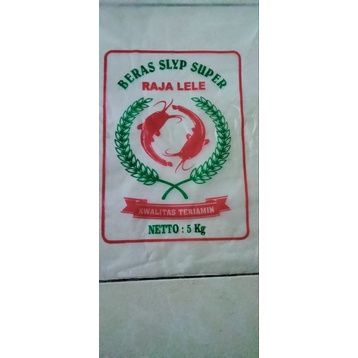 BERAS SLYP SUPER
RAJA LELE
KWALITAS TERJAMIN
NETTO : 5 Kg